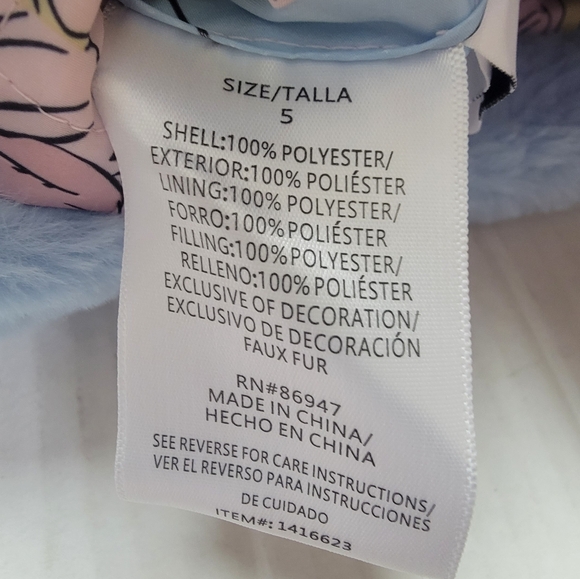 SIZE/TALLA
5
SHELL:100% POLYESTER/
EXTERIOR:100% POLIÉSTER
LINING:100% POLYESTER/
FORRO:100% POLIÉSTER
FILLING:100% POLYESTER/
RELLENO:100% POLIÉSTER
EXCLUSIVE OF DECORATION/
EXCLUSIVO DE DECORACIÓN
FAUX FUR
RN#86947
MADE IN CHINA/
HECHO EN CHINA
SEE REVERSE FOR CARE INSTRUCTIONS/
VER EL REVERSO PARA INSTRUCCIONES
DE CUIDADO
ITEM#: 1416623